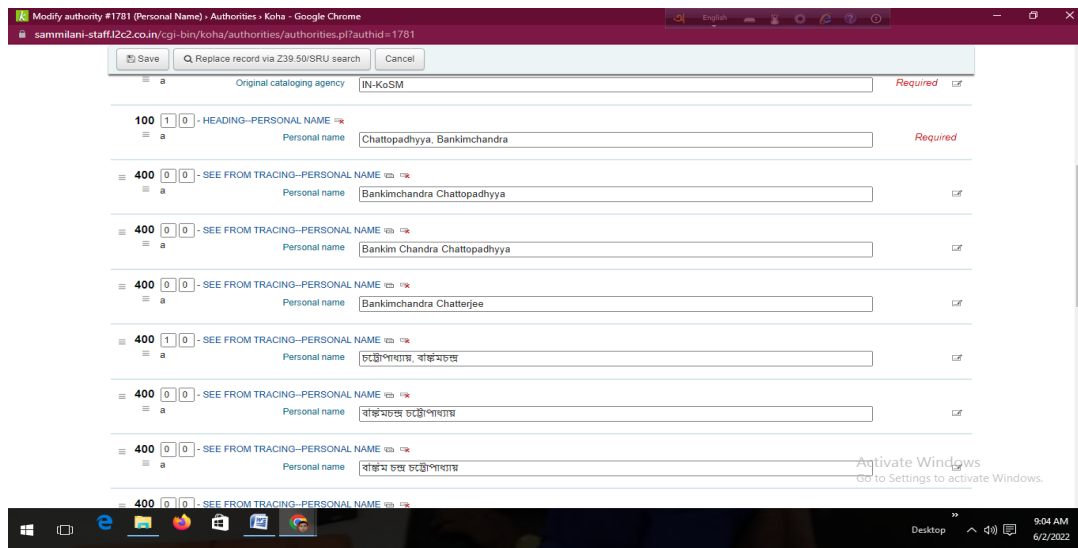 Modify authority #1781 (Personal Name) › Authorities › Koha - Google Chrome
English
sammilani-staff.l2c2.co.in/cgi-bin/koha/authorities/authorities.pl?authid=1781
Save Replace record via Z39.50/SRU search Cancel
a Original cataloging agency IN-KoSM Required
100 1 0 - HEADING--PERSONAL NAME
a Personal name Chattopadhyya, Bankimchandra Required
400 0 0 - SEE FROM TRACING--PERSONAL NAME
a Personal name Bankimchandra Chattopadhyya
400 0 0 - SEE FROM TRACING--PERSONAL NAME
a Personal name Bankim Chandra Chattopadhyya
400 0 0 - SEE FROM TRACING--PERSONAL NAME
a Personal name Bankimchandra Chatterjee
400 1 0 - SEE FROM TRACING--PERSONAL NAME
a Personal name চট্টোপাধ্যায়, বঙ্কিমচন্দ্র
400 0 0 - SEE FROM TRACING--PERSONAL NAME
a Personal name বঙ্কিমচন্দ্র চট্টোপাধ্যায়
400 0 0 - SEE FROM TRACING--PERSONAL NAME
a Personal name বঙ্কিম চন্দ্র চট্টোপাধ্যায়
Activate Windows
Go to Settings to activate Windows.
400 0 0 - SEE FROM TRACING--PERSONAL NAME
Desktop
9:04 AM
6/2/2022